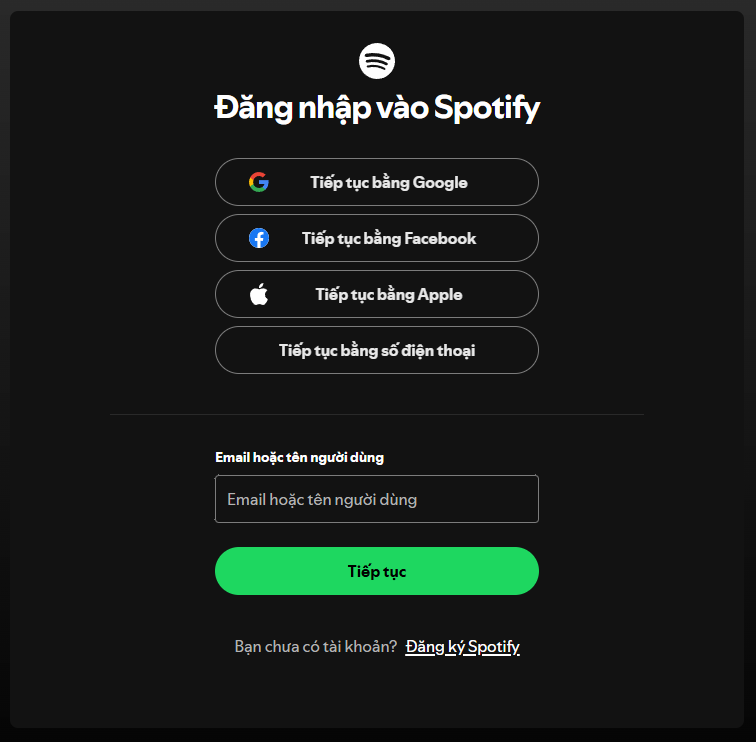 Đăng nhập vào Spotify
Tiếp tục bằng Google
Tiếp tục bằng Facebook
Tiếp tục bằng Apple
Tiếp tục bằng số điện thoại
Email hoặc tên người dùng
Email hoặc tên người dùng
Tiếp tục
Bạn chưa có tài khoản? Đăng ký Spotify